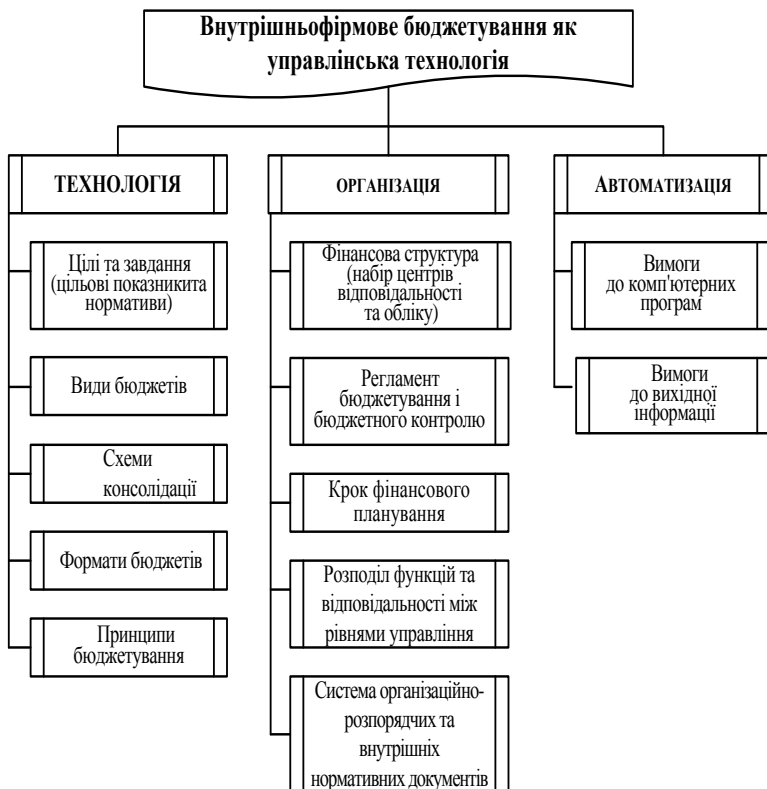 Внутрішньофірмове бюджетування як
управлінська технологія
ТЕХНОЛОГІЯ
Цілі та завдання
(цільові показникита
нормативи)
Види бюджетів
Схеми
консолідації
Формати бюджетів
Принципи
бюджетування
ОРГАНІЗАЦІЯ
Фінансова структура
(набір центрів
відповідальності
та обліку)
Регламент
бюджетування і
бюджетного контролю
Крок фінансового
планування
Розподіл функцій та
відповідальності між
рівнями управління
Система організаційно-
розпорядчих та
внутрішніх
нормативних документів
АВТОМАТИЗАЦІЯ
Вимоги
до комп'ютерних
програм
Вимоги
до вихідної
інформації